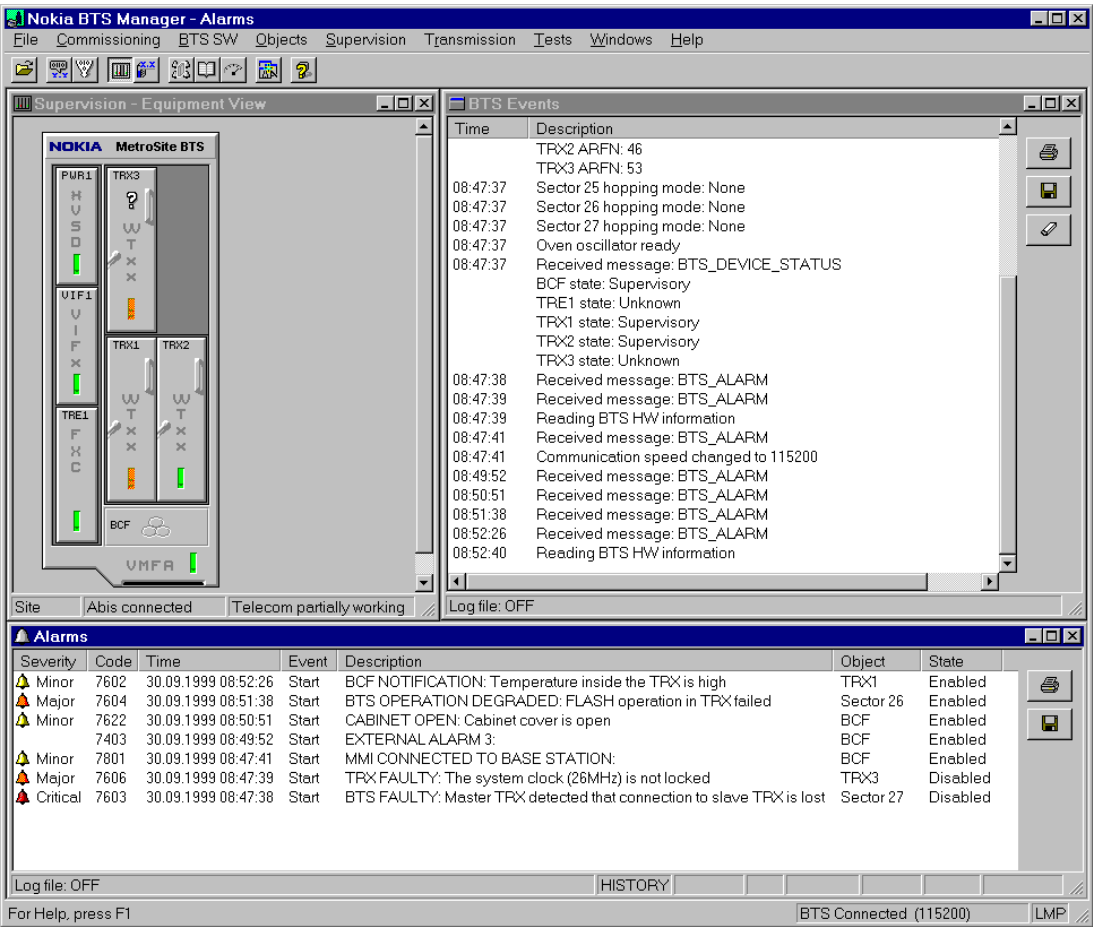 Nokia BTS Manager - Alarms
File Commissioning BTS SW Objects Supervision Transmission Tests Windows Help
Supervision - Equipment View
NOKIA MetroSite BTS
PWR1
HVSD
VIF1
VIFX
TRE1
FXC
TRX3
?
WTXX
TRX1
WTXX
TRX2
WTXX
BCF
VMFA
Site Abis connected Telecom partially working
BTS Events
Time Description
TRX2 ARFN: 46
TRX3 ARFN: 53
08:47:37 Sector 25 hopping mode: None
08:47:37 Sector 26 hopping mode: None
08:47:37 Sector 27 hopping mode: None
08:47:37 Oven oscillator ready
08:47:37 Received message: BTS_DEVICE_STATUS
BCF state: Supervisory
TRE1 state: Unknown
TRX1 state: Supervisory
TRX2 state: Supervisory
TRX3 state: Unknown
08:47:38 Received message: BTS_ALARM
08:47:39 Received message: BTS_ALARM
08:47:39 Reading BTS HW information
08:47:41 Received message: BTS_ALARM
08:47:41 Communication speed changed to 115200
08:49:52 Received message: BTS_ALARM
08:50:51 Received message: BTS_ALARM
08:51:38 Received message: BTS_ALARM
08:52:26 Received message: BTS_ALARM
08:52:40 Reading BTS HW information
Log file: OFF
Alarms
Severity Code Time Event Description Object State
Minor 7602 30.09.1999 08:52:26 Start BCF NOTIFICATION: Temperature inside the TRX is high TRX1 Enabled
Major 7604 30.09.1999 08:51:38 Start BTS OPERATION DEGRADED: FLASH operation in TRX failed Sector 26 Enabled
Minor 7622 30.09.1999 08:50:51 Start CABINET OPEN: Cabinet cover is open BCF Enabled
7403 30.09.1999 08:49:52 Start EXTERNAL ALARM 3: BCF Enabled
Minor 7801 30.09.1999 08:47:41 Start MMI CONNECTED TO BASE STATION: BCF Enabled
Major 7606 30.09.1999 08:47:39 Start TRX FAULTY: The system clock (26MHz) is not locked TRX3 Disabled
Critical 7603 30.09.1999 08:47:38 Start BTS FAULTY: Master TRX detected that connection to slave TRX is lost Sector 27 Disabled
Log file: OFF HISTORY
For Help, press F1 BTS Connected (115200) LMP